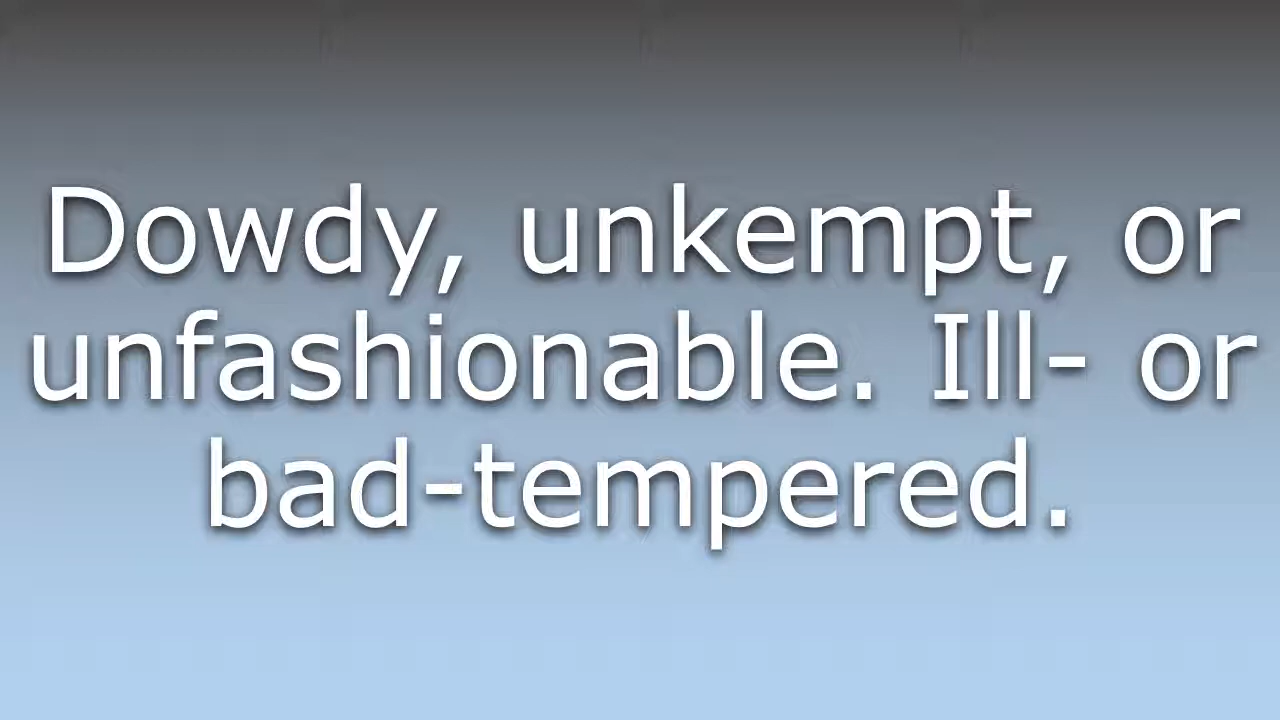 Dowdy, unkempt, or
unfashionable. Ill- or
bad-tempered.